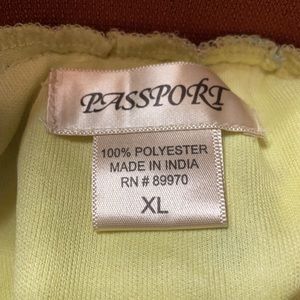 PASSPORT
100% POLYESTER
MADE IN INDIA
RN # 89970
XL